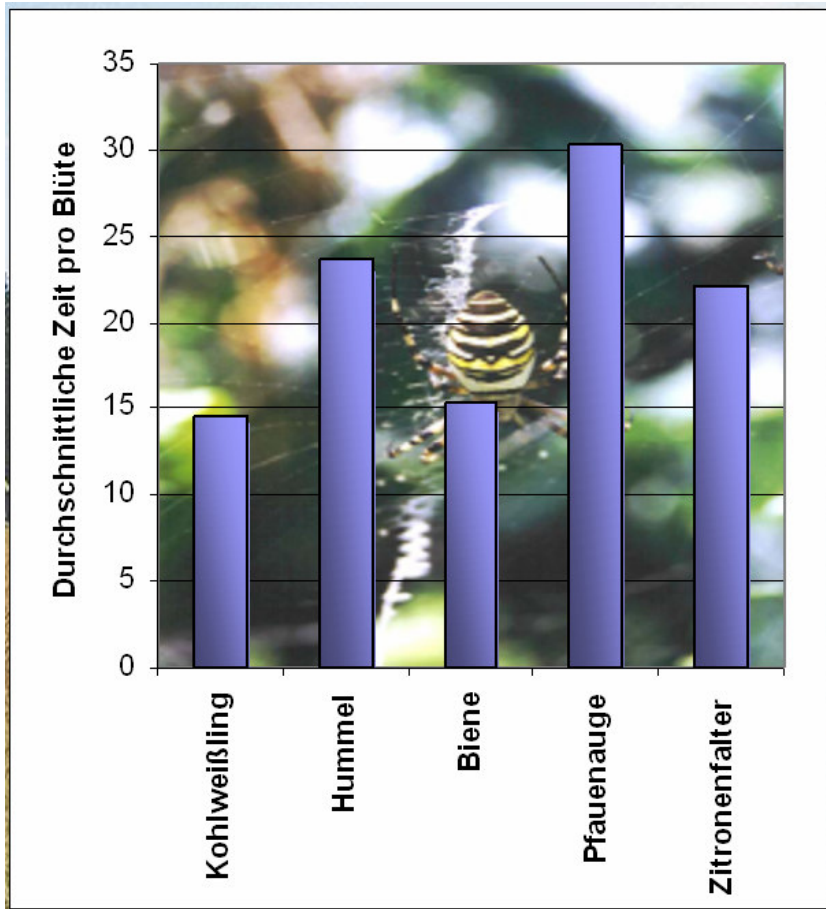 Durchschnittliche Zeit pro Blüte
35
30
25
20
15
10
5
0
Kohlweißling
Hummel
Biene
Pfauenauge
Zitronenfalter